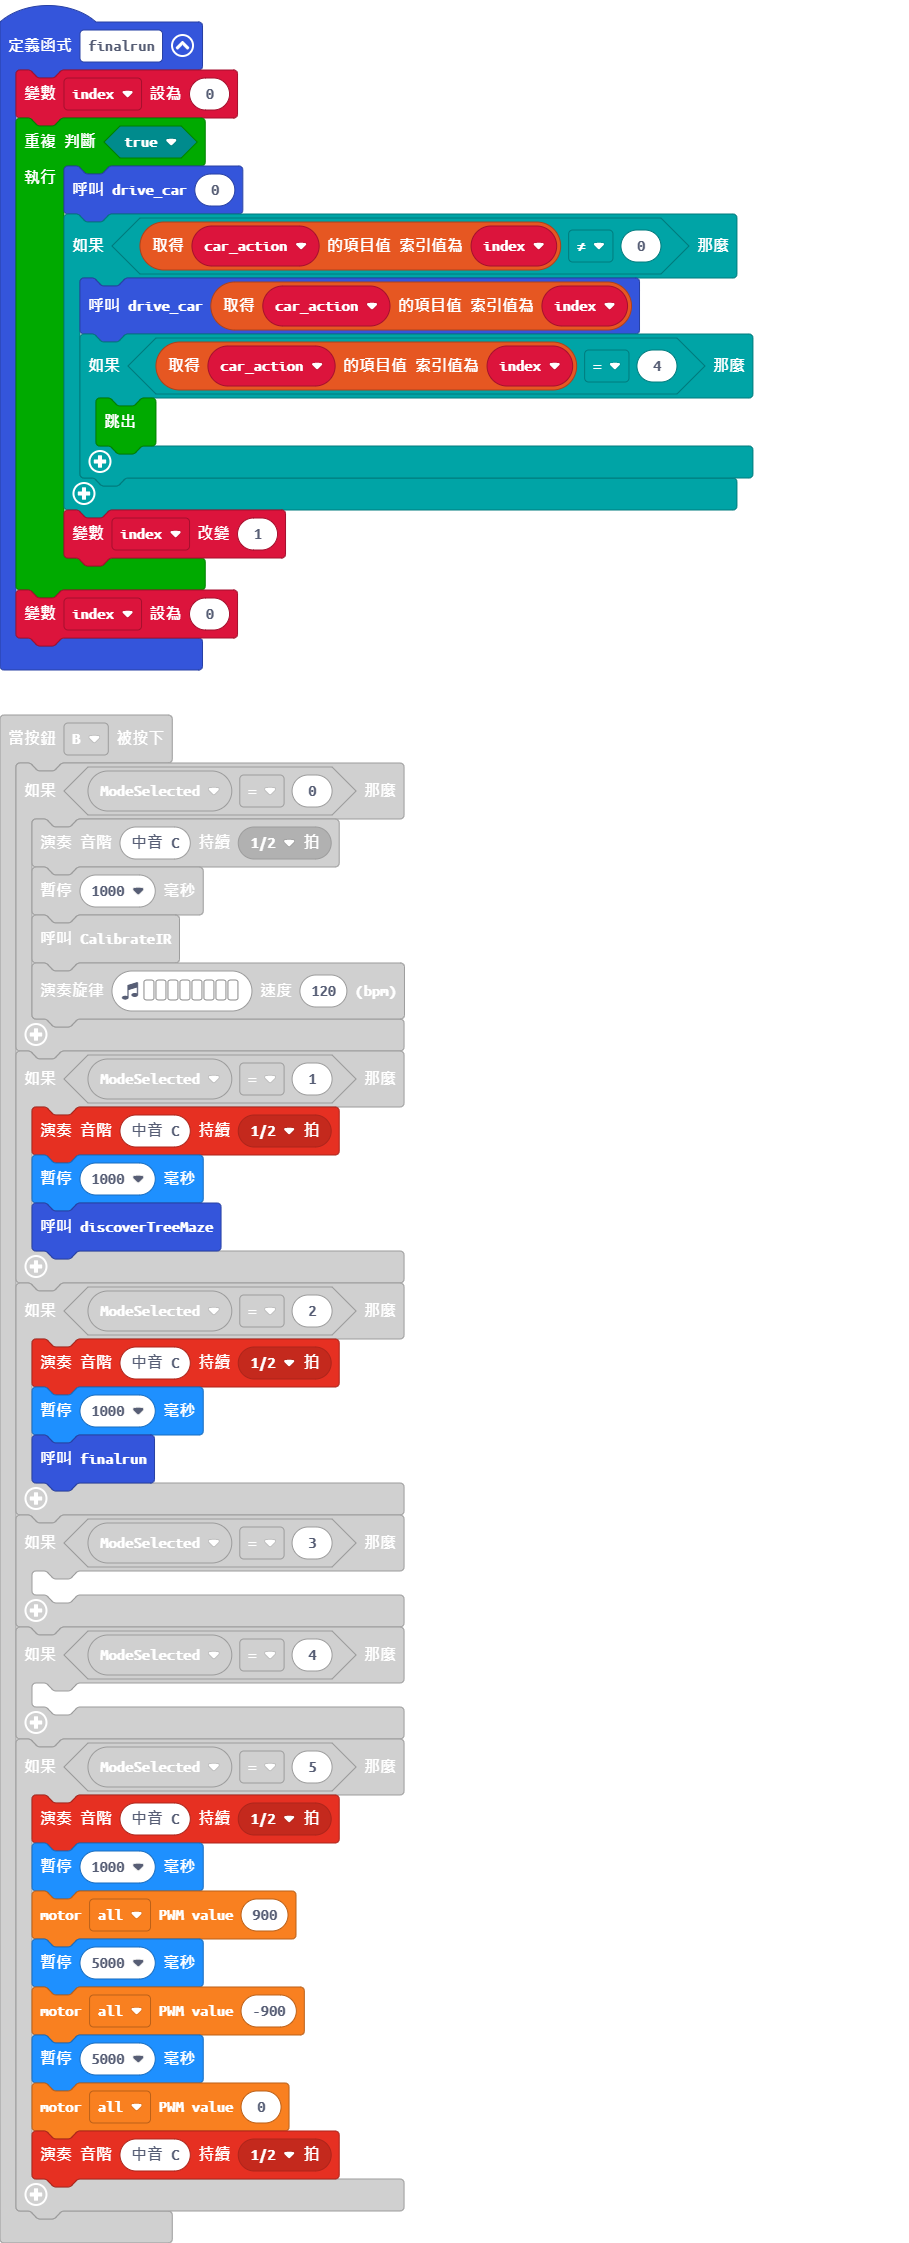 定義函式 finalrun
變數 index 設為 0
重複 判斷 true
執行
呼叫 drive_car 0
如果 取得 car_action 的項目值 索引值為 index ≠ 0 那麼
呼叫 drive_car 取得 car_action 的項目值 索引值為 index
如果 取得 car_action 的項目值 索引值為 index = 4 那麼
跳出
變數 index 改變 1
變數 index 設為 0
當按鈕 B 被按下
如果 ModeSelected = 0 那麼
演奏 音階 中音 C 持續 1/2 拍
暫停 1000 毫秒
呼叫 CalibrateIR
演奏旋律 速度 120 (bpm)
如果 ModeSelected = 1 那麼
演奏 音階 中音 C 持續 1/2 拍
暫停 1000 毫秒
呼叫 discoverTreeMaze
如果 ModeSelected = 2 那麼
演奏 音階 中音 C 持續 1/2 拍
暫停 1000 毫秒
呼叫 finalrun
如果 ModeSelected = 3 那麼
如果 ModeSelected = 4 那麼
如果 ModeSelected = 5 那麼
演奏 音階 中音 C 持續 1/2 拍
暫停 1000 毫秒
motor all PWM value 900
暫停 5000 毫秒
motor all PWM value -900
暫停 5000 毫秒
motor all PWM value 0
演奏 音階 中音 C 持續 1/2 拍